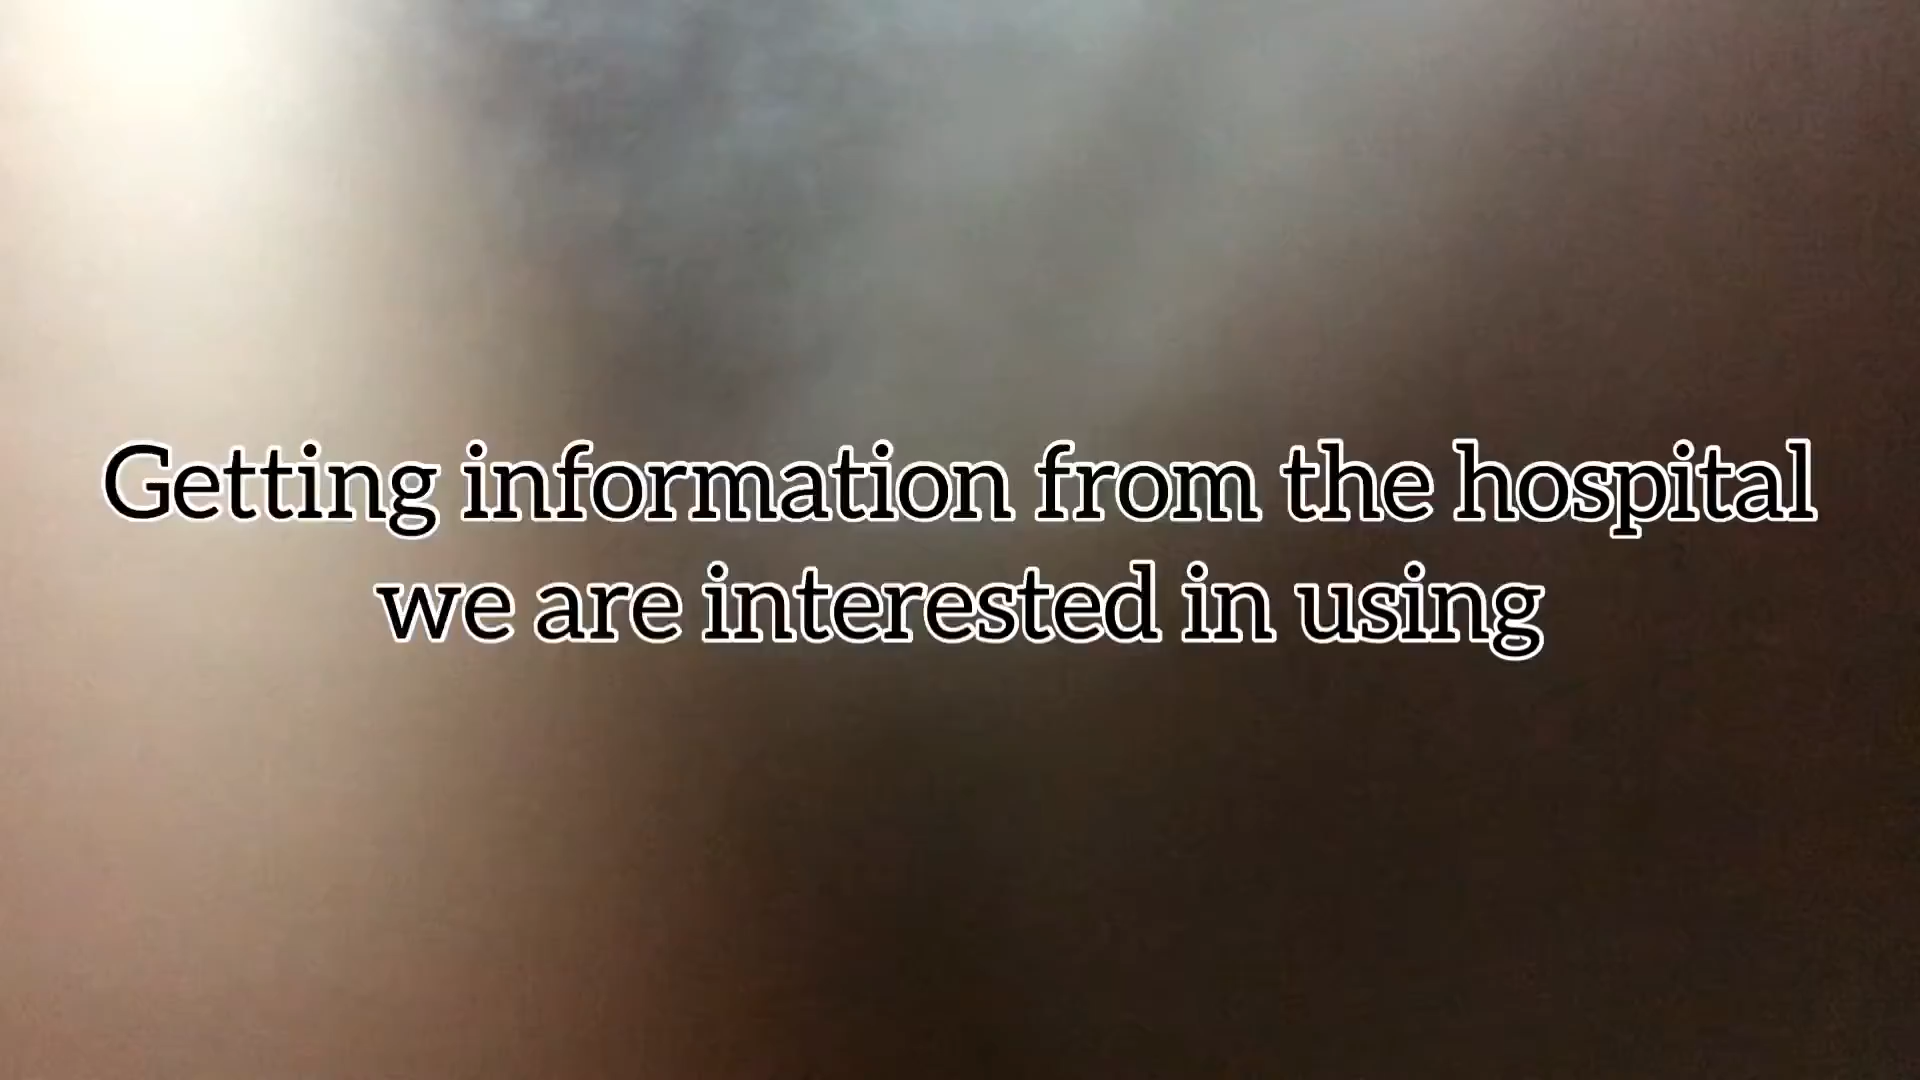 Getting information from the hospital
we are interested in using